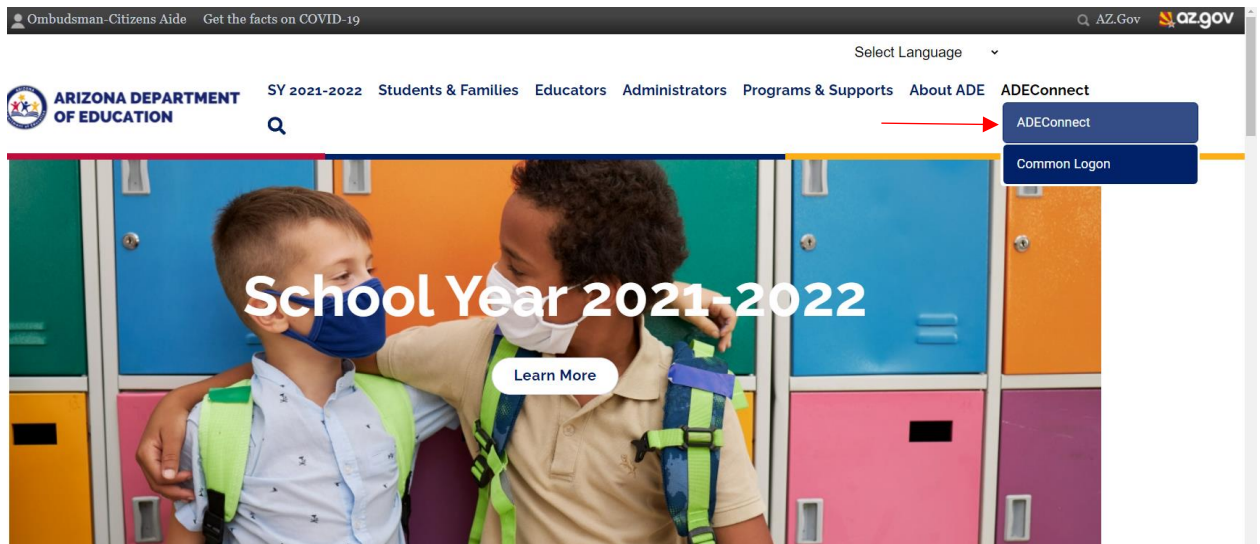 Ombudsman-Citizens Aide Get the facts on COVID-19 AZ.Gov az.gov
Select Language
ARIZONA DEPARTMENT
OF EDUCATION
SY 2021-2022 Students & Families Educators Administrators Programs & Supports About ADE ADEConnect
ADEConnect
Common Logon
School Year 2021-2022
Learn More